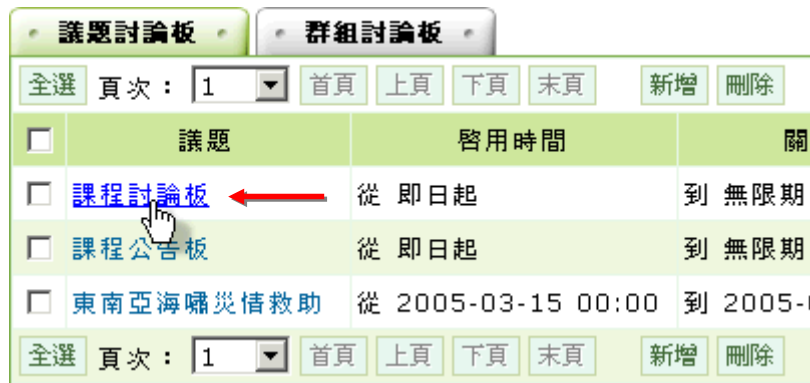 議題討論板 群組討論板
全選 頁次： 1 首頁 上頁 下頁 末頁 新增 刪除
議題 啓用時間 關
課程討論板 從 即日起 到 無限期
課程公告板 從 即日起 到 無限期
東南亞海嘯災情救助 從 2005-03-15 00:00 到 2005-
全選 頁次： 1 首頁 上頁 下頁 末頁 新增 刪除